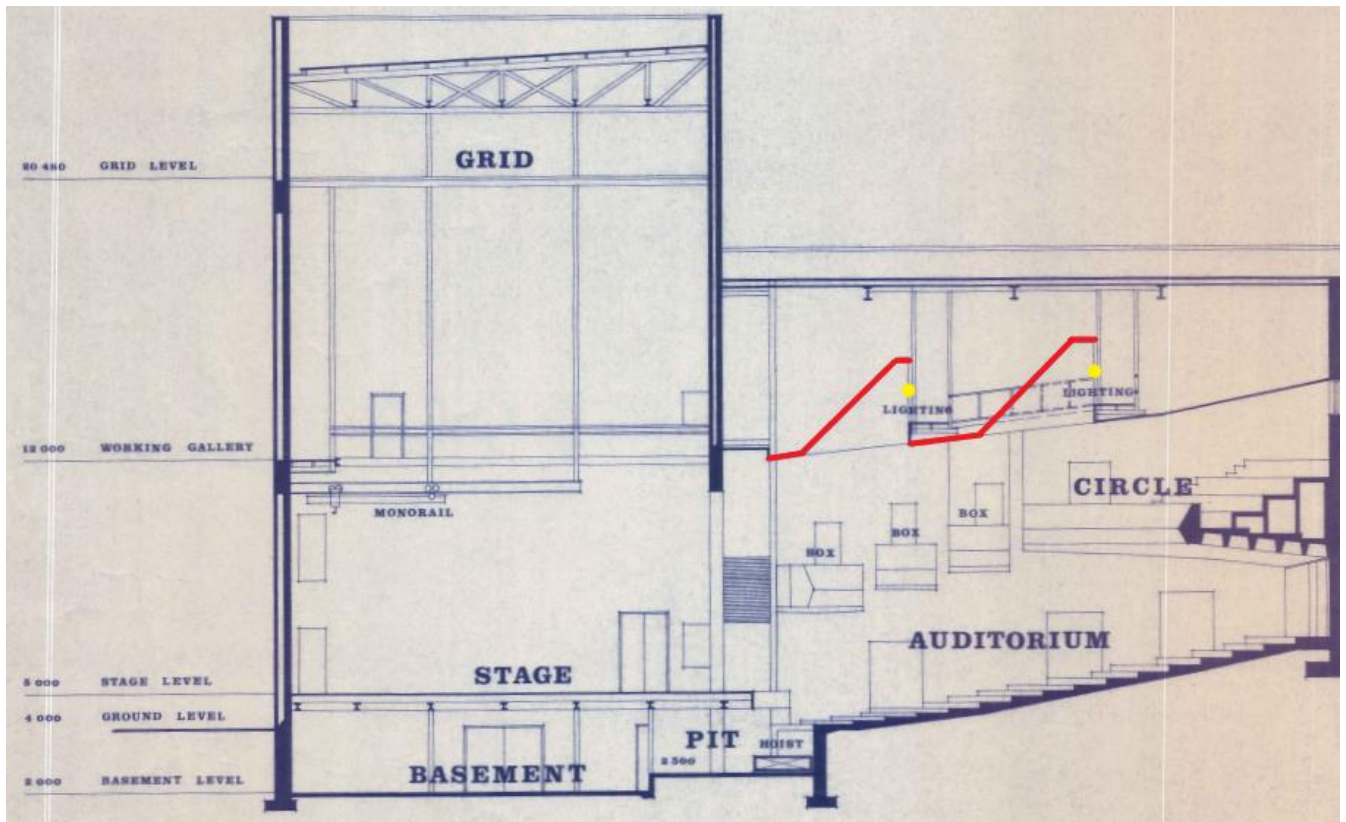 GRID
20 480 GRID LEVEL
LIGHTING
LIGHTING
12 000 WORKING GALLERY
CIRCLE
MONORAIL
BOX
BOX
BOX
AUDITORIUM
STAGE
5 000 STAGE LEVEL
4 000 GROUND LEVEL
PIT
HOIST
2 500
BASEMENT
2 000 BASEMENT LEVEL